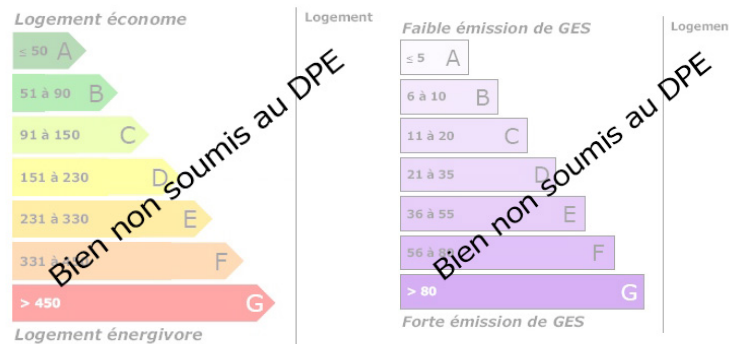 Logement économe
Logement
≤ 50 A
51 à 90 B
91 à 150 C
151 à 230 D
231 à 330 E
331 à F
> 450 G
Logement énergivore
Bien non soumis au DPE
Faible émission de GES
Logemen
≤ 5 A
6 à 10 B
11 à 20 C
21 à 35 D
36 à 55 E
56 à 80 F
> 80 G
Forte émission de GES
Bien non soumis au DPE